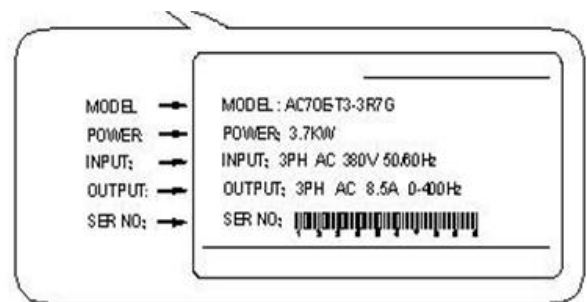 MODEL
MODEL: AC70E-T3-3R7G
POWER
POWER: 3.7KW
INPUT:
INPUT: 3PH AC 380V 50/60Hz
OUTPUT:
OUTPUT: 3PH AC 8.5A 0-400Hz
SER NO:
SER NO: